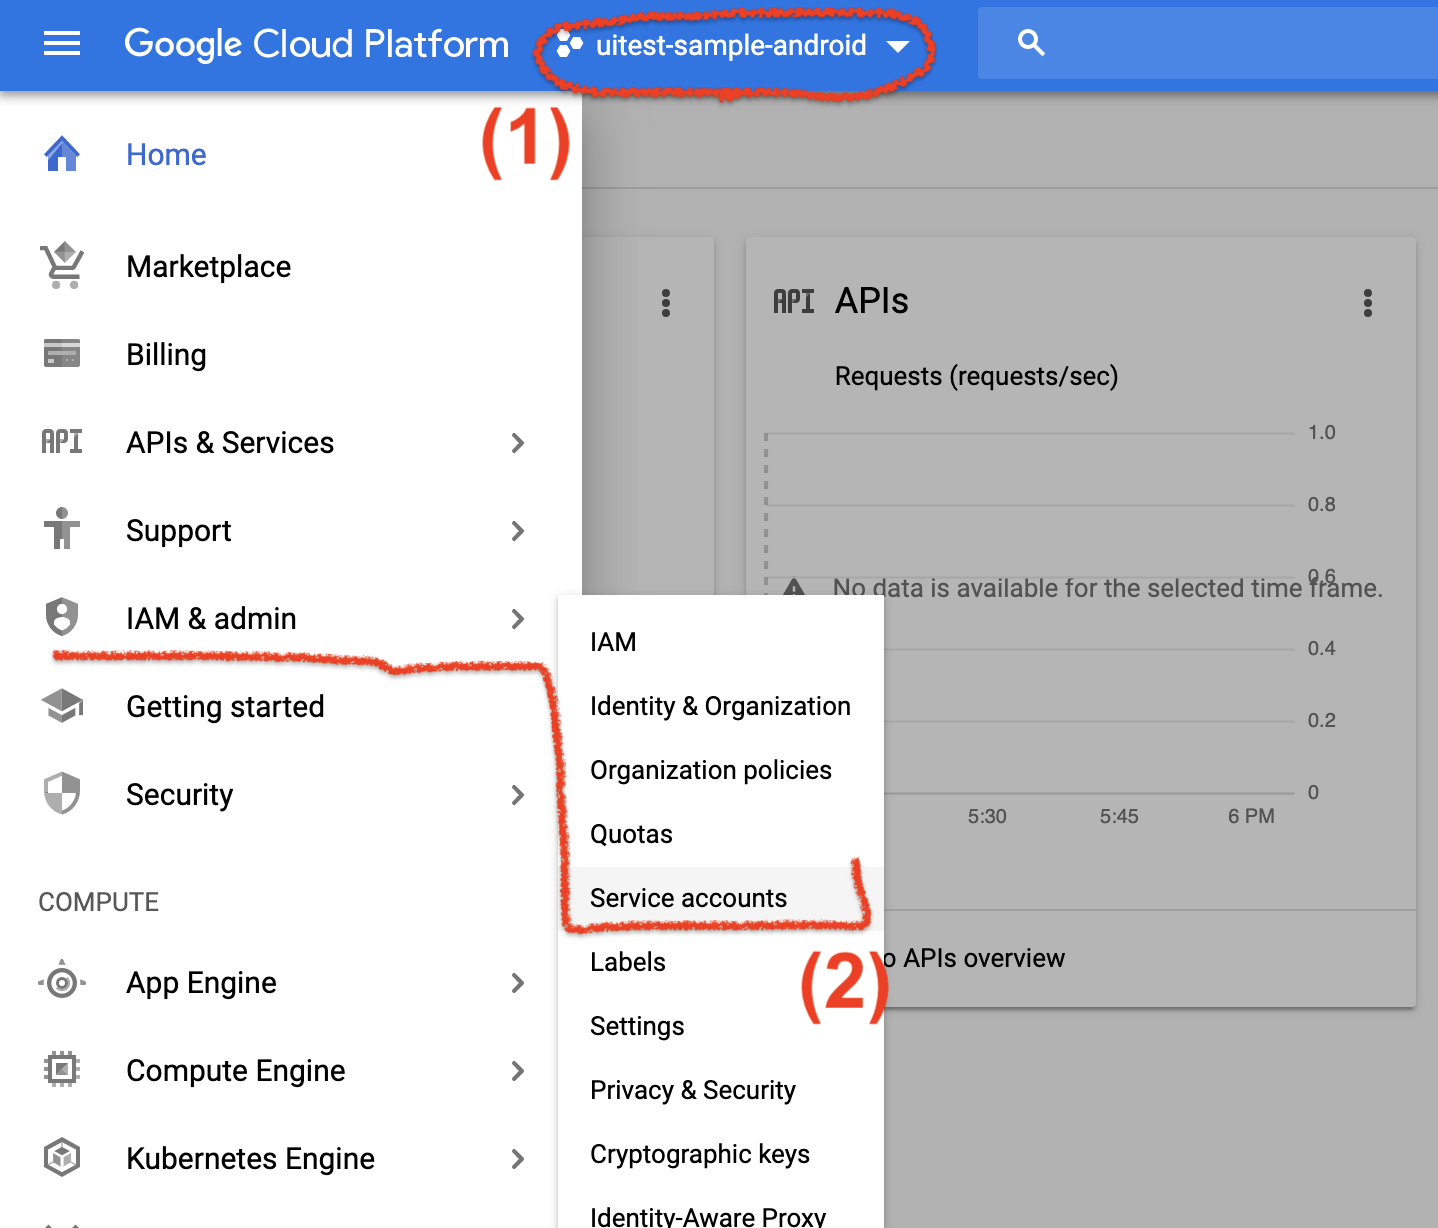 Google Cloud Platform
uitest-sample-android
(1)
Home
Marketplace
Billing
API APIs & Services
Support
IAM & admin
Getting started
Security
COMPUTE
App Engine
Compute Engine
Kubernetes Engine
IAM
Identity & Organization
Organization policies
Quotas
Service accounts
(2)
Labels
Settings
Privacy & Security
Cryptographic keys
Identity-Aware Proxy
API APIs
Requests (requests/sec)
1.0
0.8
0.6
No data is available for the selected time frame.
0.4
0.2
0
5:30 5:45 6 PM
o APIs overview